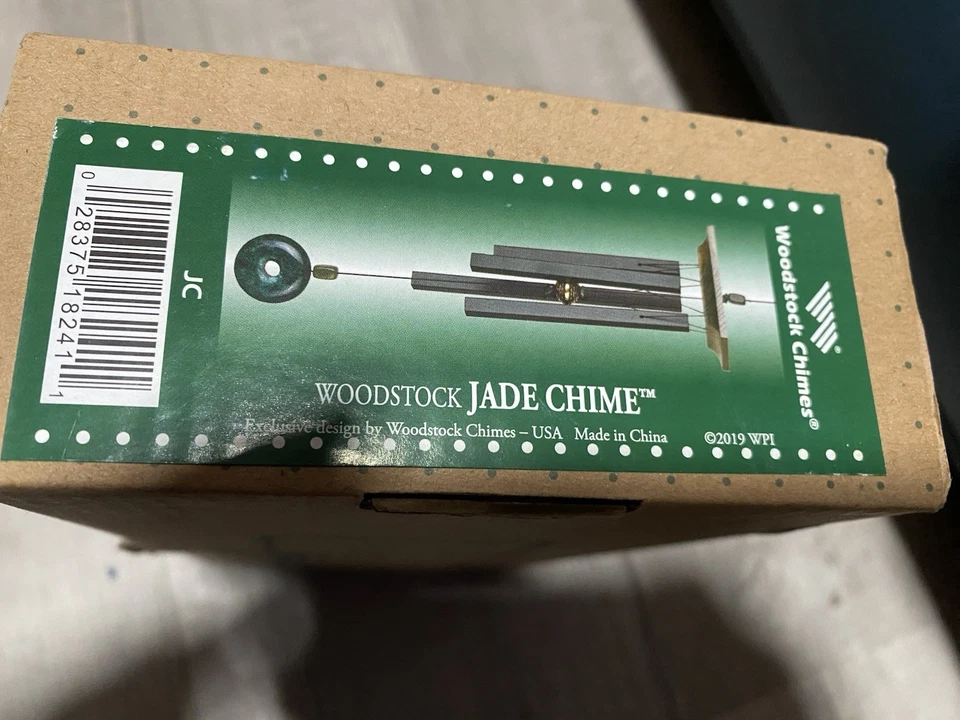 Woodstock Chimes®
WOODSTOCK JADE CHIME™
Exclusive design by Woodstock Chimes – USA Made in China ©2019 WPI
JC
0 28375 18241 1